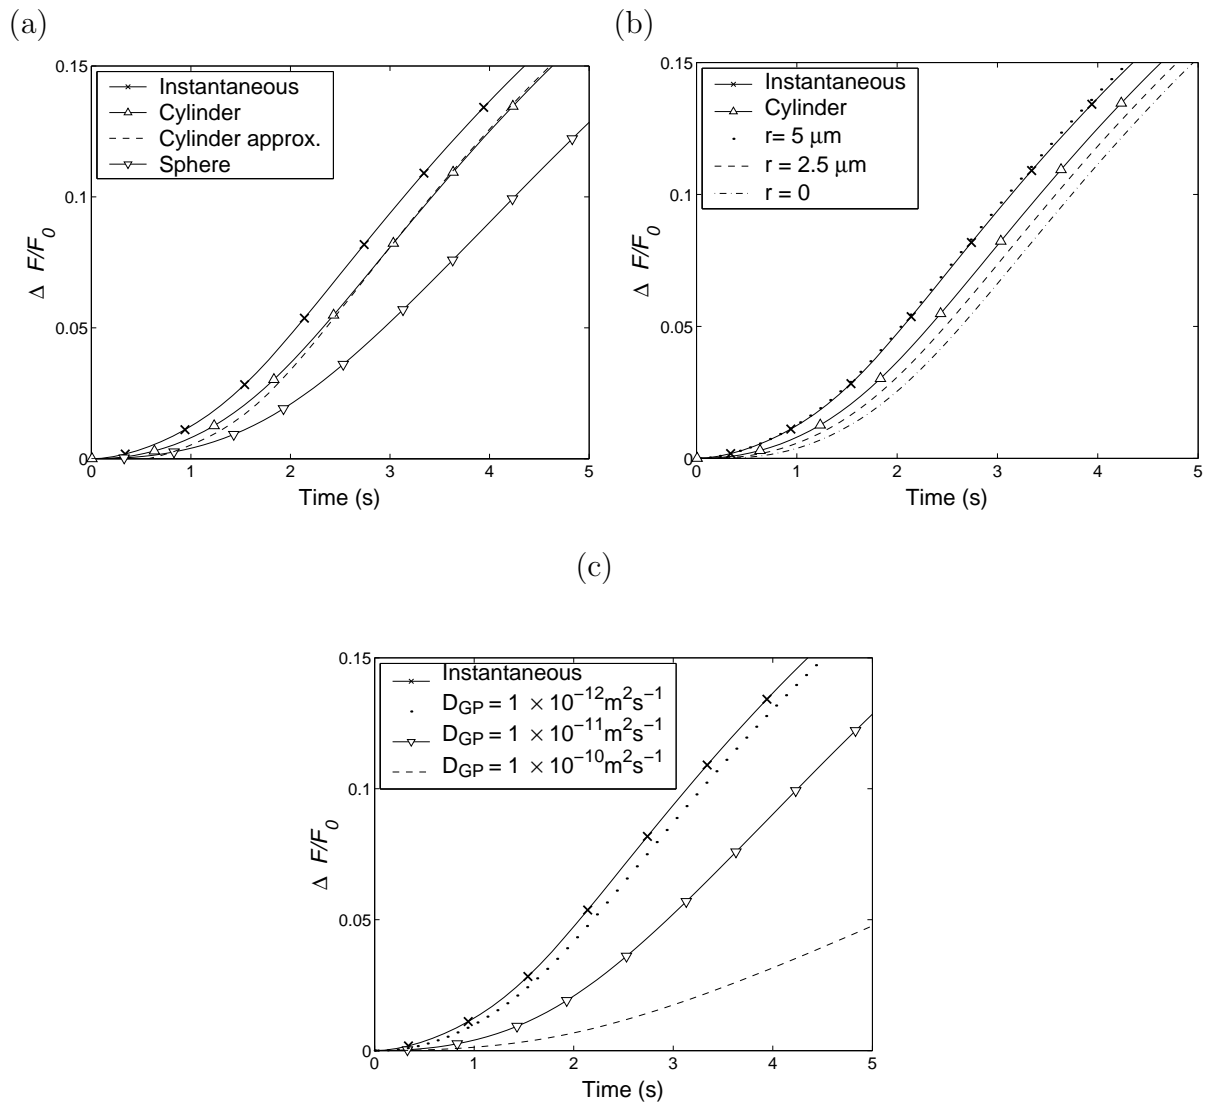 (a)
0.15
0.1
0.05
0
Δ F/F₀
Instantaneous
Cylinder
Cylinder approx.
Sphere
0 1 2 3 4 5
Time (s)
(b)
0.15
0.1
0.05
0
Δ F/F₀
Instantaneous
Cylinder
r= 5 μm
r = 2.5 μm
r = 0
0 1 2 3 4 5
Time (s)
(c)
0.15
0.1
0.05
0
Δ F/F₀
Instantaneous
D_GP = 1 ×10⁻¹²m²s⁻¹
D_GP = 1 ×10⁻¹¹m²s⁻¹
D_GP = 1 ×10⁻¹⁰m²s⁻¹
0 1 2 3 4 5
Time (s)